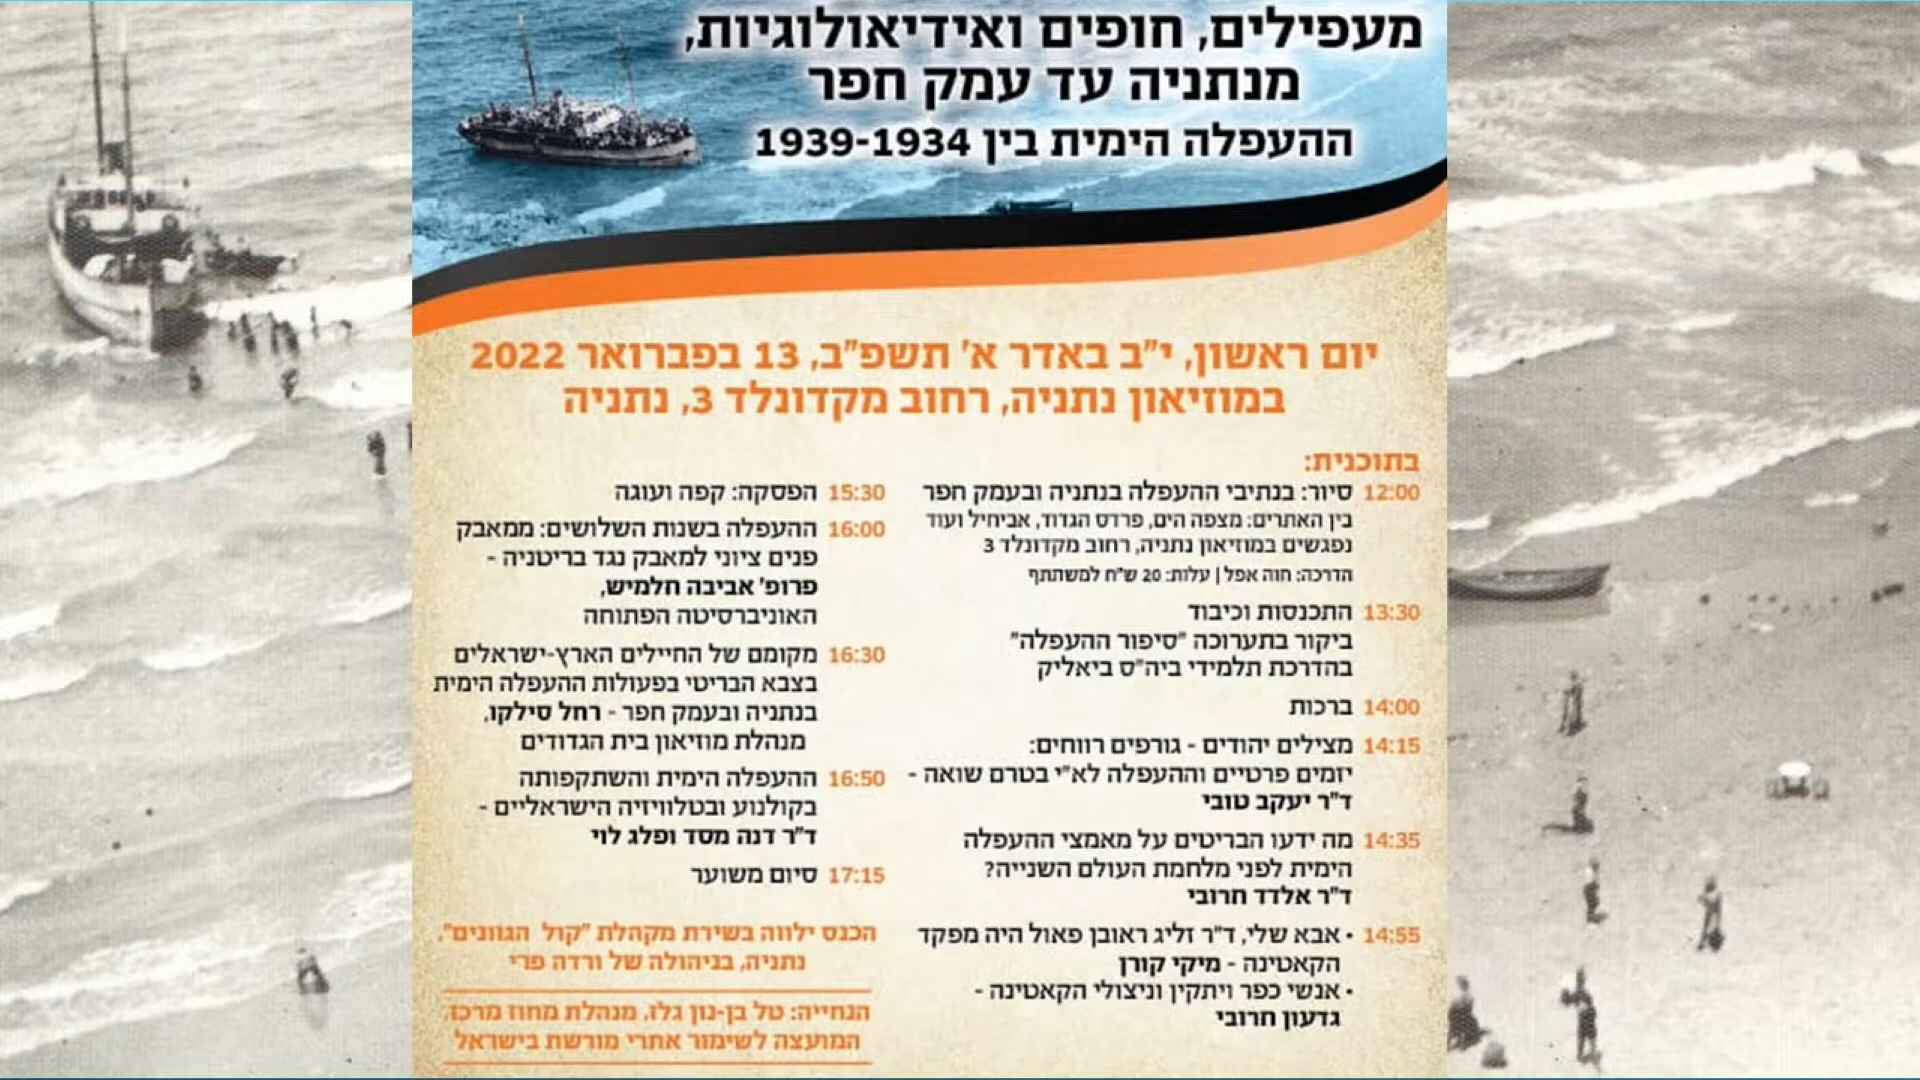 מעפילים, חופים ואידיאולוגיות,
מנתניה עד עמק חפר
ההעפלה הימית בין 1939-1934
יום ראשון, י"ב באדר א' תשפ"ב, 13 בפברואר 2022
במוזיאון נתניה, רחוב מקדונלד 3, נתניה
בתוכנית:
12:00 סיור: בנתיבי ההעפלה בנתניה ובעמק חפר
בין האתרים: מצפה הים, פרדס הגדוד, אביחיל ועוד
נפגשים במוזיאון נתניה, רחוב מקדונלד 3
הדרכה: חוה אפל | עלות: 20 ש"ח למשתתף
13:30 התכנסות וכיבוד
ביקור בתערוכה "סיפור ההעפלה"
בהדרכת תלמידי ביה"ס ביאליק
14:00 ברכות
14:15 מצילים יהודים - גורפים רווחים:
יזמים פרטיים וההעפלה לא"י בטרם שואה -
ד"ר יעקב טובי
14:35 מה ידעו הבריטים על מאמצי ההעפלה
הימית לפני מלחמת העולם השנייה?
ד"ר אלדד חרובי
14:55 • אבא שלי, ד"ר זליג ראובן פאול היה מפקד
הקאטינה - מיקי קורן
• אנשי כפר ויתקין וניצולי הקאטינה -
גדעון חרובי
15:30 הפסקה: קפה ועוגה
16:00 ההעפלה בשנות השלושים: ממאבק
פנים ציוני למאבק נגד בריטניה -
פרופ' אביבה חלמיש,
האוניברסיטה הפתוחה
16:30 מקומם של החיילים הארץ-ישראלים
בצבא הבריטי בפעולות ההעפלה הימית
בנתניה ובעמק חפר - רחל סילקו,
מנהלת מוזיאון בית הגדודים
16:50 ההעפלה הימית והשתקפותה
בקולנוע ובטלוויזיה הישראליים -
ד"ר דנה מסד ופלג לוי
17:15 סיום משוער
הכנס ילווה בשירת מקהלת "קול הגוונים",
נתניה, בניהולה של ורדה פרי
הנחייה: טל בן-נון גלז, מנהלת מחוז מרכז,
המועצה לשימור אתרי מורשת בישראל